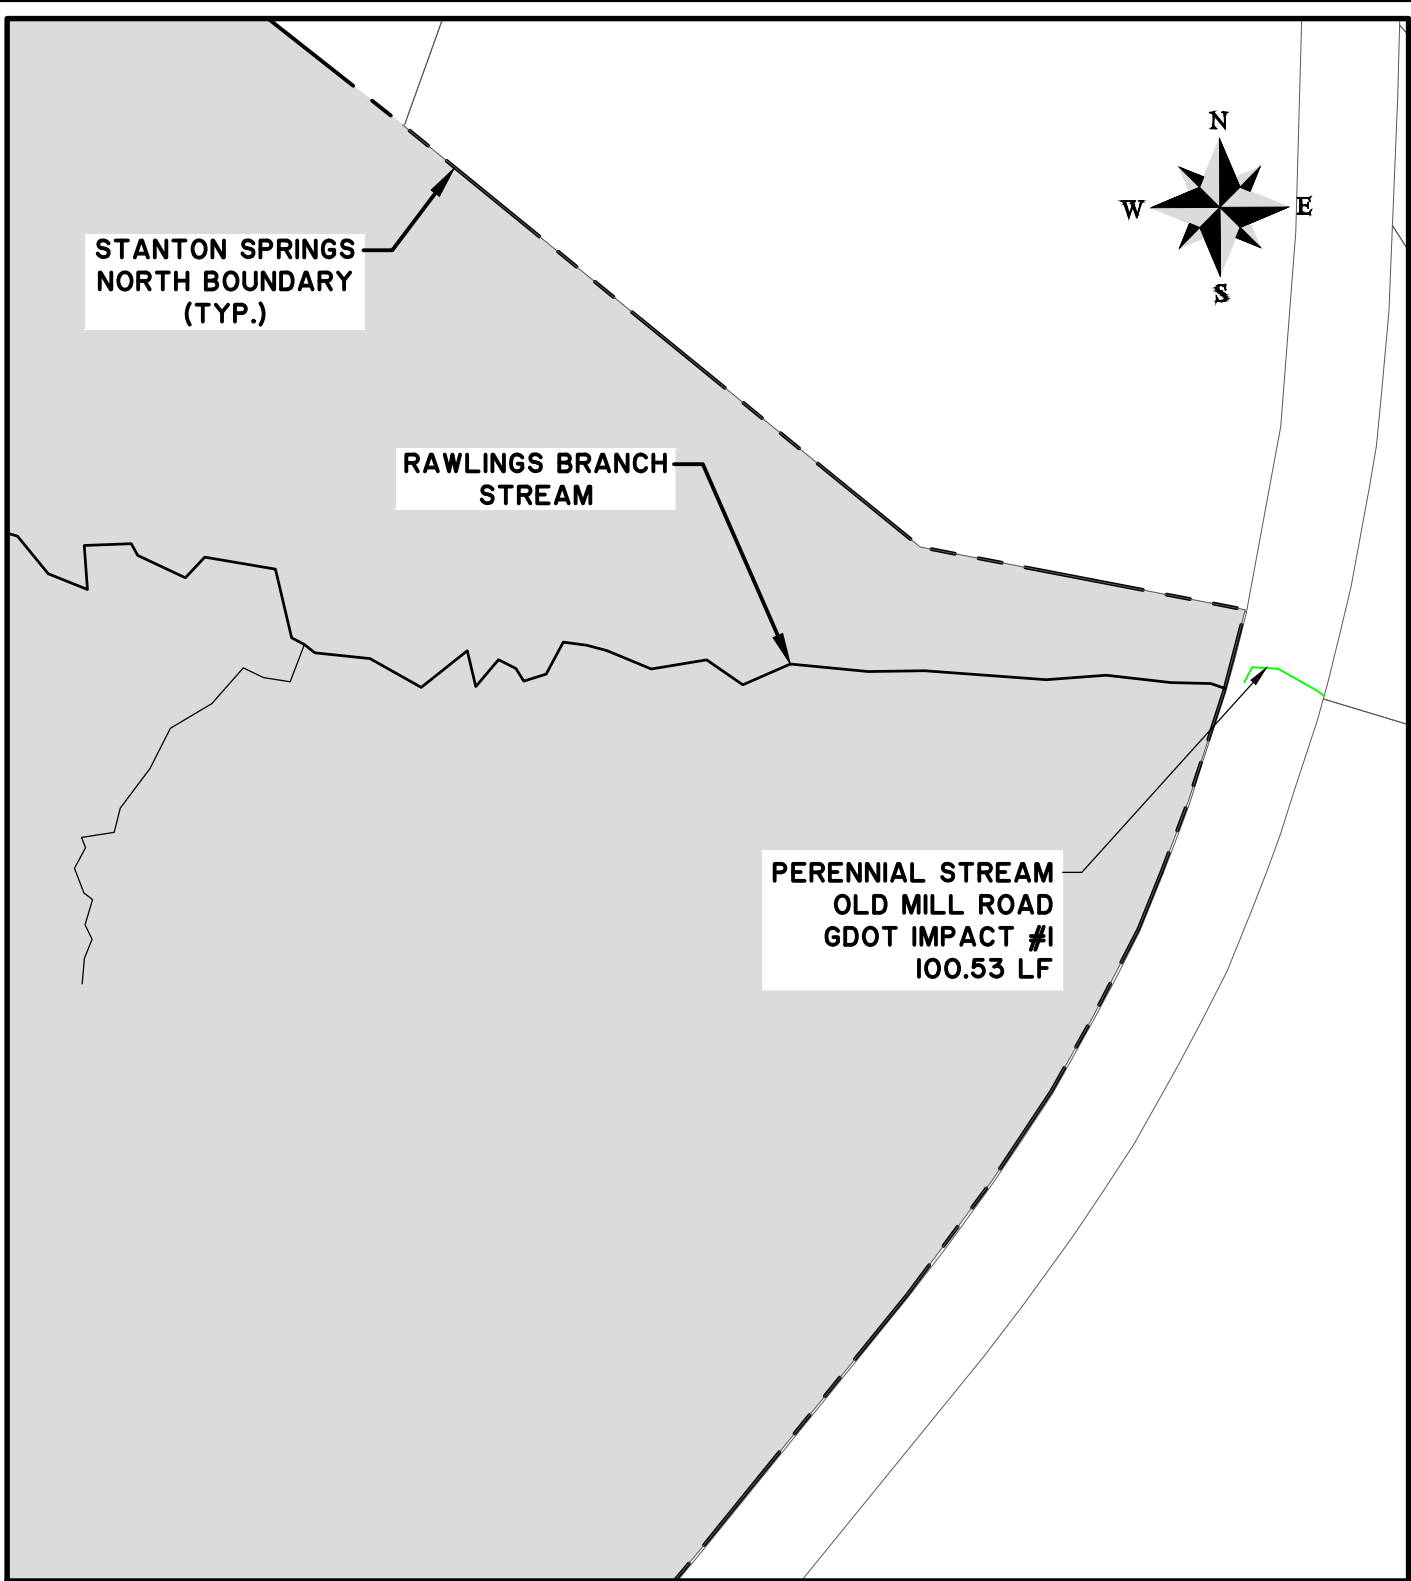 N
W
E
S
STANTON SPRINGS
NORTH BOUNDARY
(TYP.)
RAWLINGS BRANCH
STREAM
PERENNIAL STREAM
OLD MILL ROAD
GDOT IMPACT #1
100.53 LF